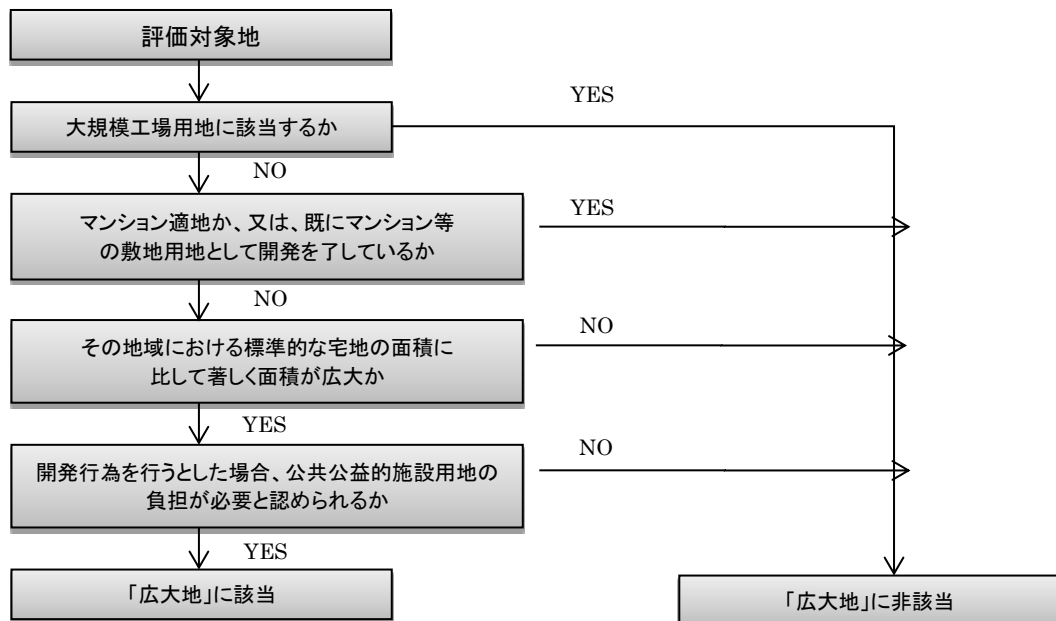 評価対象地
大規模工場用地に該当するか
YES
NO
マンション適地か、又は、既にマンション等
の敷地用地として開発を了しているか
YES
NO
その地域における標準的な宅地の面積に
比して著しく面積が広大か
NO
YES
開発行為を行うとした場合、公共公益的施設用地の
負担が必要と認められるか
NO
YES
「広大地」に該当
「広大地」に非該当